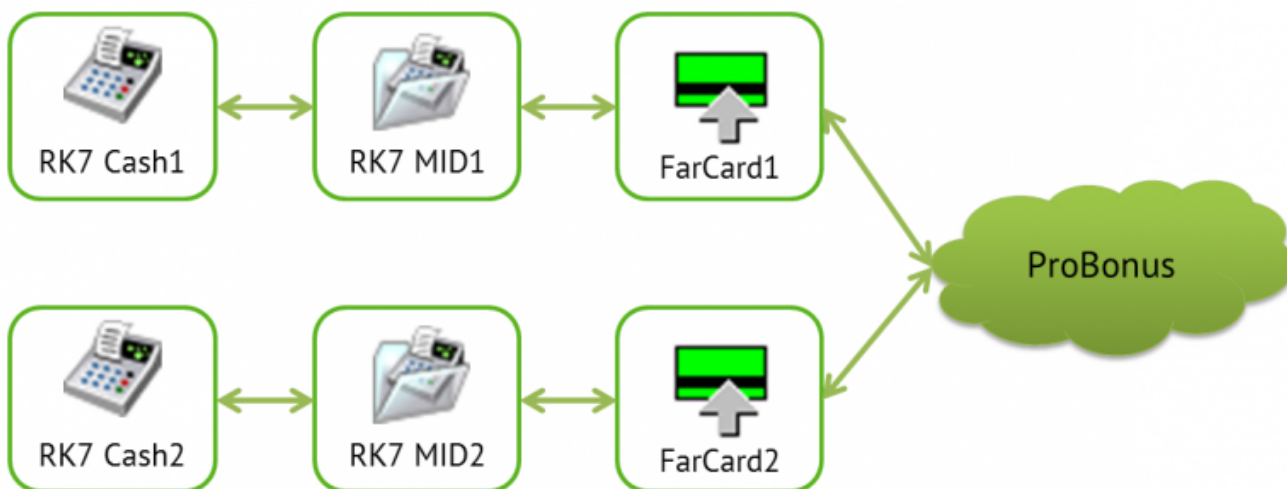 RK7 Cash1
RK7 MID1
FarCard1
ProBonus
RK7 Cash2
RK7 MID2
FarCard2